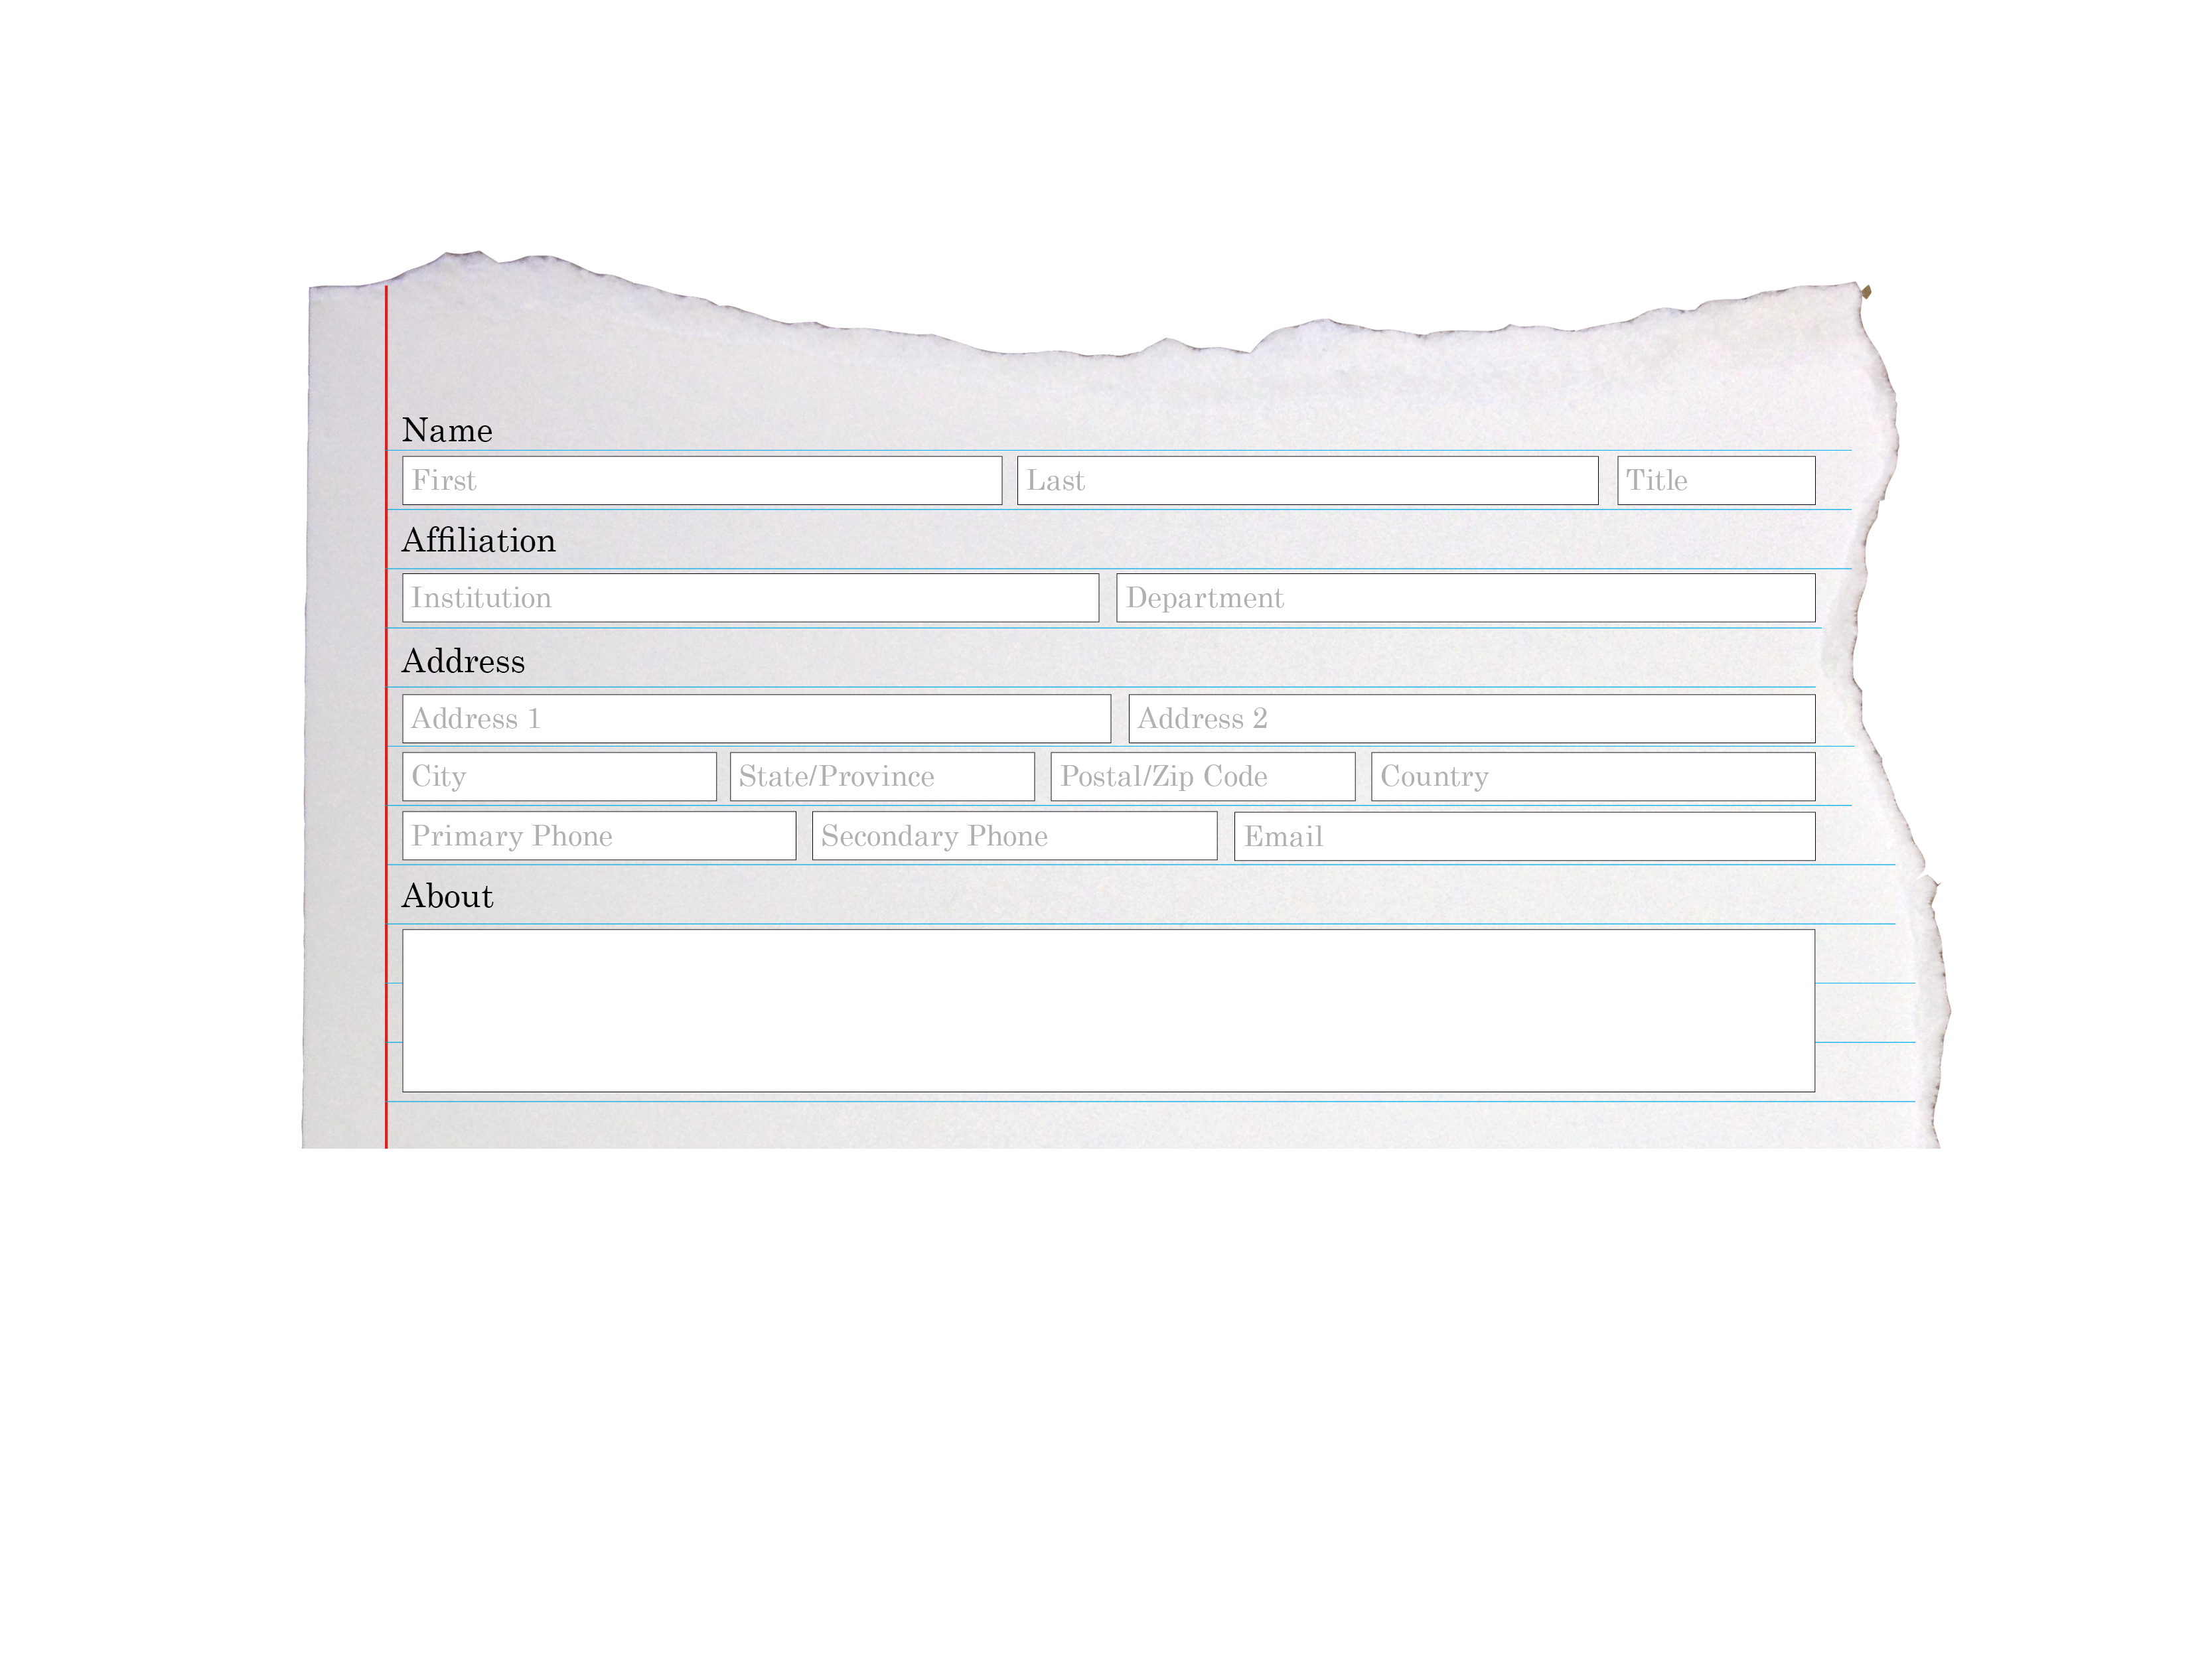 Name
First Last Title
Affiliation
Institution Department
Address
Address 1 Address 2
City State/Province Postal/Zip Code Country
Primary Phone Secondary Phone Email
About